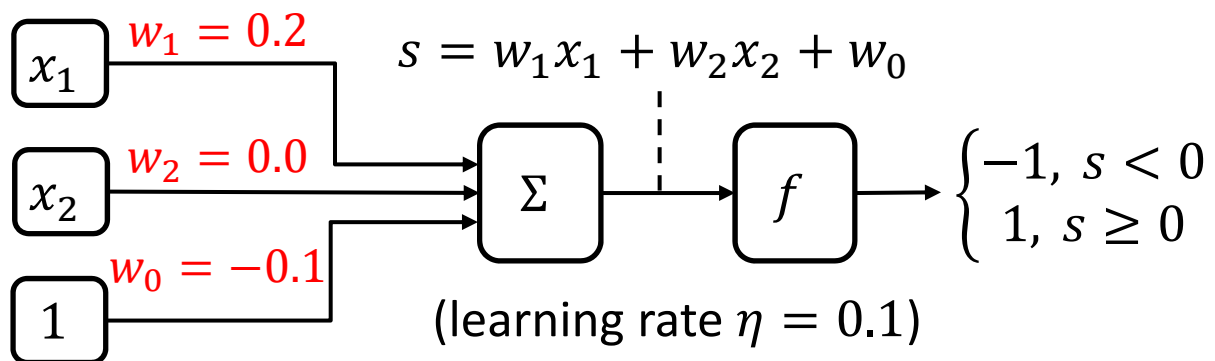 w₁ = 0.2
x₁
s = w₁x₁ + w₂x₂ + w₀
w₂ = 0.0
x₂
Σ
f
−1, s < 0
1, s ≥ 0
w₀ = −0.1
1
(learning rate η = 0.1)